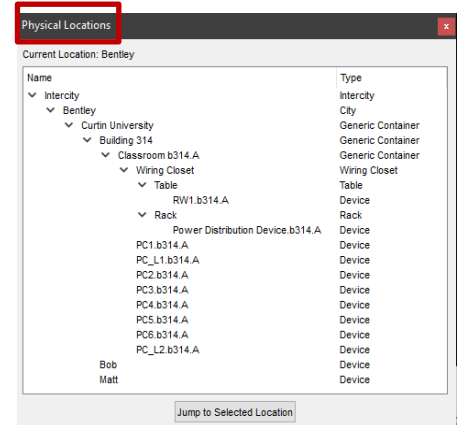 Physical Locations x
Current Location: Bentley
Name Type
Intercity Intercity
Bentley City
Curtin University Generic Container
Building 314 Generic Container
Classroom b314.A Generic Container
Wiring Closet Wiring Closet
Table Table
RW1.b314.A Device
Rack Rack
Power Distribution Device.b314.A Device
PC1.b314.A Device
PC_L1.b314.A Device
PC2.b314.A Device
PC3.b314.A Device
PC4.b314.A Device
PC5.b314.A Device
PC6.b314.A Device
PC_L2.b314.A Device
Bob Device
Matt Device
Jump to Selected Location